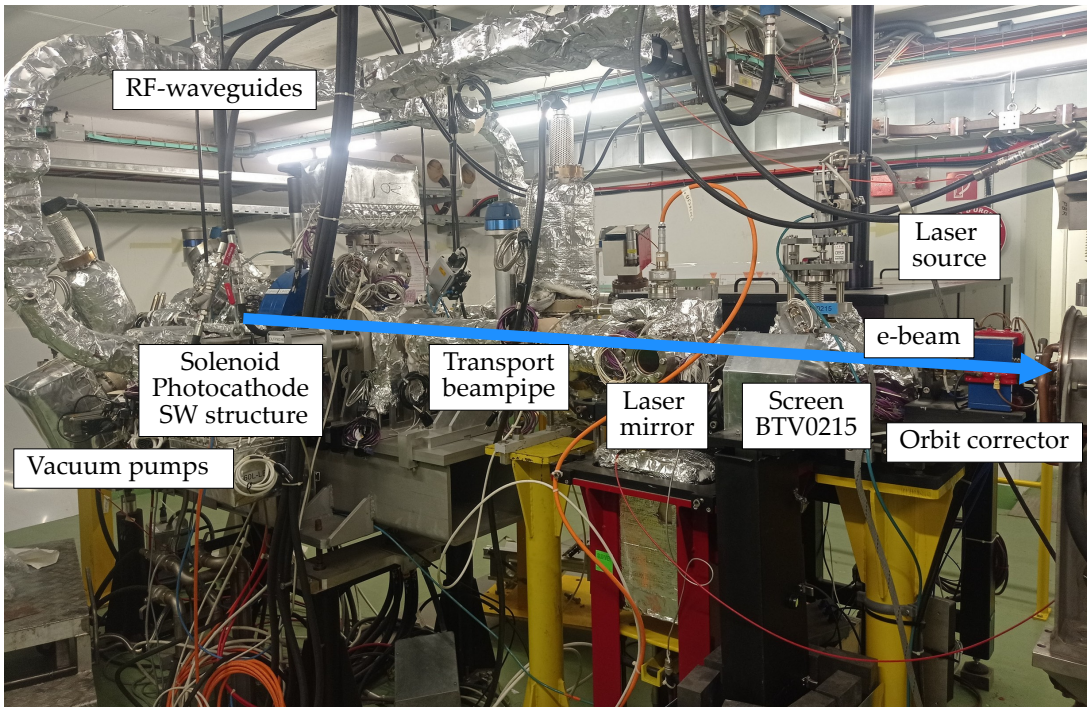 RF-waveguides
Laser
source
e-beam
Solenoid
Photocathode
SW structure
Transport
beampipe
Laser
mirror
Screen
BTV0215
Orbit corrector
Vacuum pumps